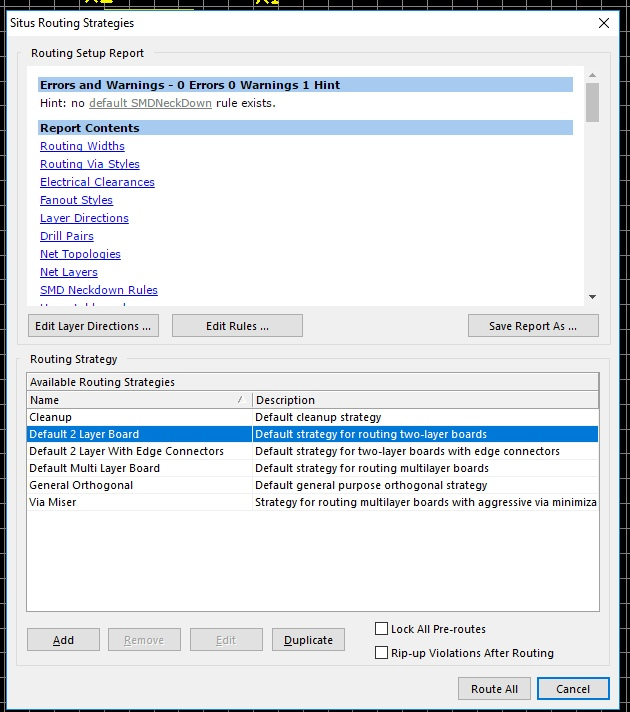 Situs Routing Strategies
Routing Setup Report
Errors and Warnings - 0 Errors 0 Warnings 1 Hint
Hint: no default SMDNeckDown rule exists.
Report Contents
Routing Widths
Routing Via Styles
Electrical Clearances
Fanout Styles
Layer Directions
Drill Pairs
Net Topologies
Net Layers
SMD Neckdown Rules
Edit Layer Directions ... Edit Rules ... Save Report As ...
Routing Strategy
Available Routing Strategies
Name Description
Cleanup Default cleanup strategy
Default 2 Layer Board Default strategy for routing two-layer boards
Default 2 Layer With Edge Connectors Default strategy for two-layer boards with edge connectors
Default Multi Layer Board Default strategy for routing multilayer boards
General Orthogonal Default general purpose orthogonal strategy
Via Miser Strategy for routing multilayer boards with aggressive via minimiza
Add Remove Edit Duplicate
Lock All Pre-routes
Rip-up Violations After Routing
Route All Cancel